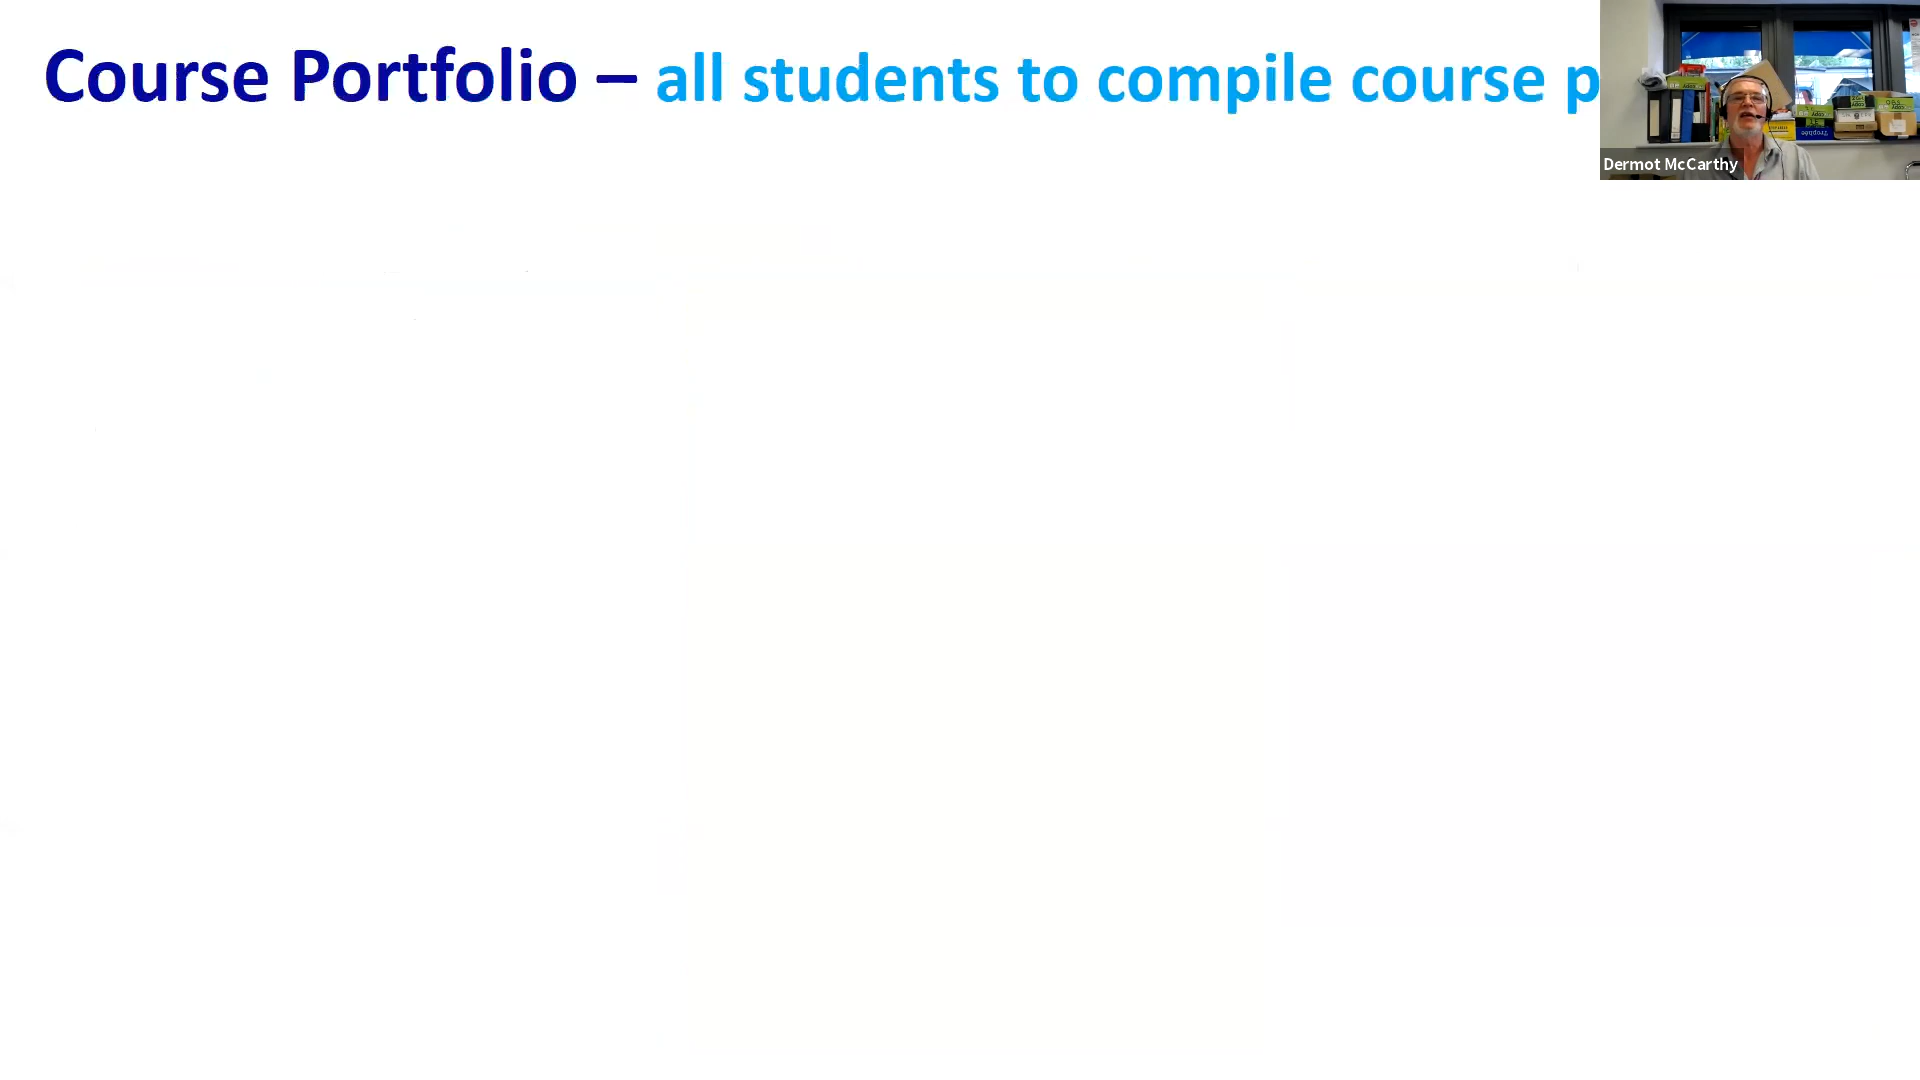 Course Portfolio – all students to compile course p
Dermot McCarthy